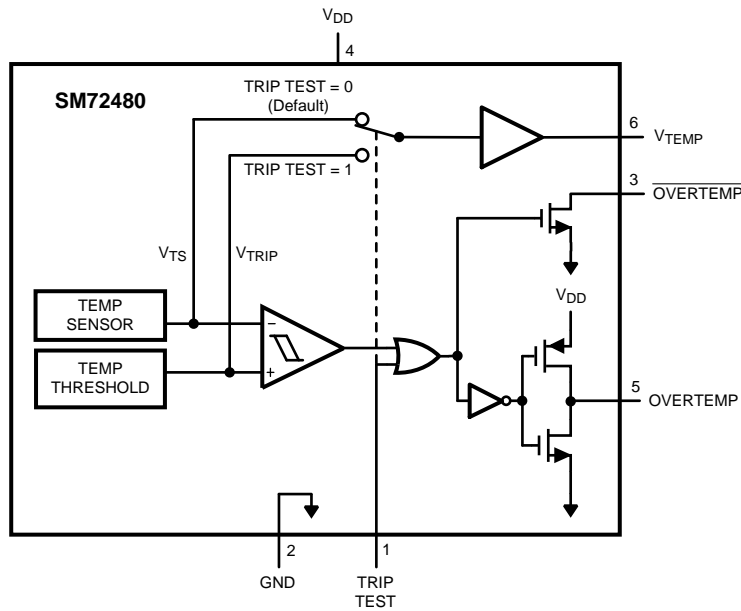 VDD
4
SM72480
TRIP TEST = 0
(Default)
6
VTEMP
TRIP TEST = 1
3
OVERTEMP
VTS
VTRIP
VDD
TEMP
SENSOR
−
TEMP
THRESHOLD
+
5
OVERTEMP
2
1
GND
TRIP
TEST